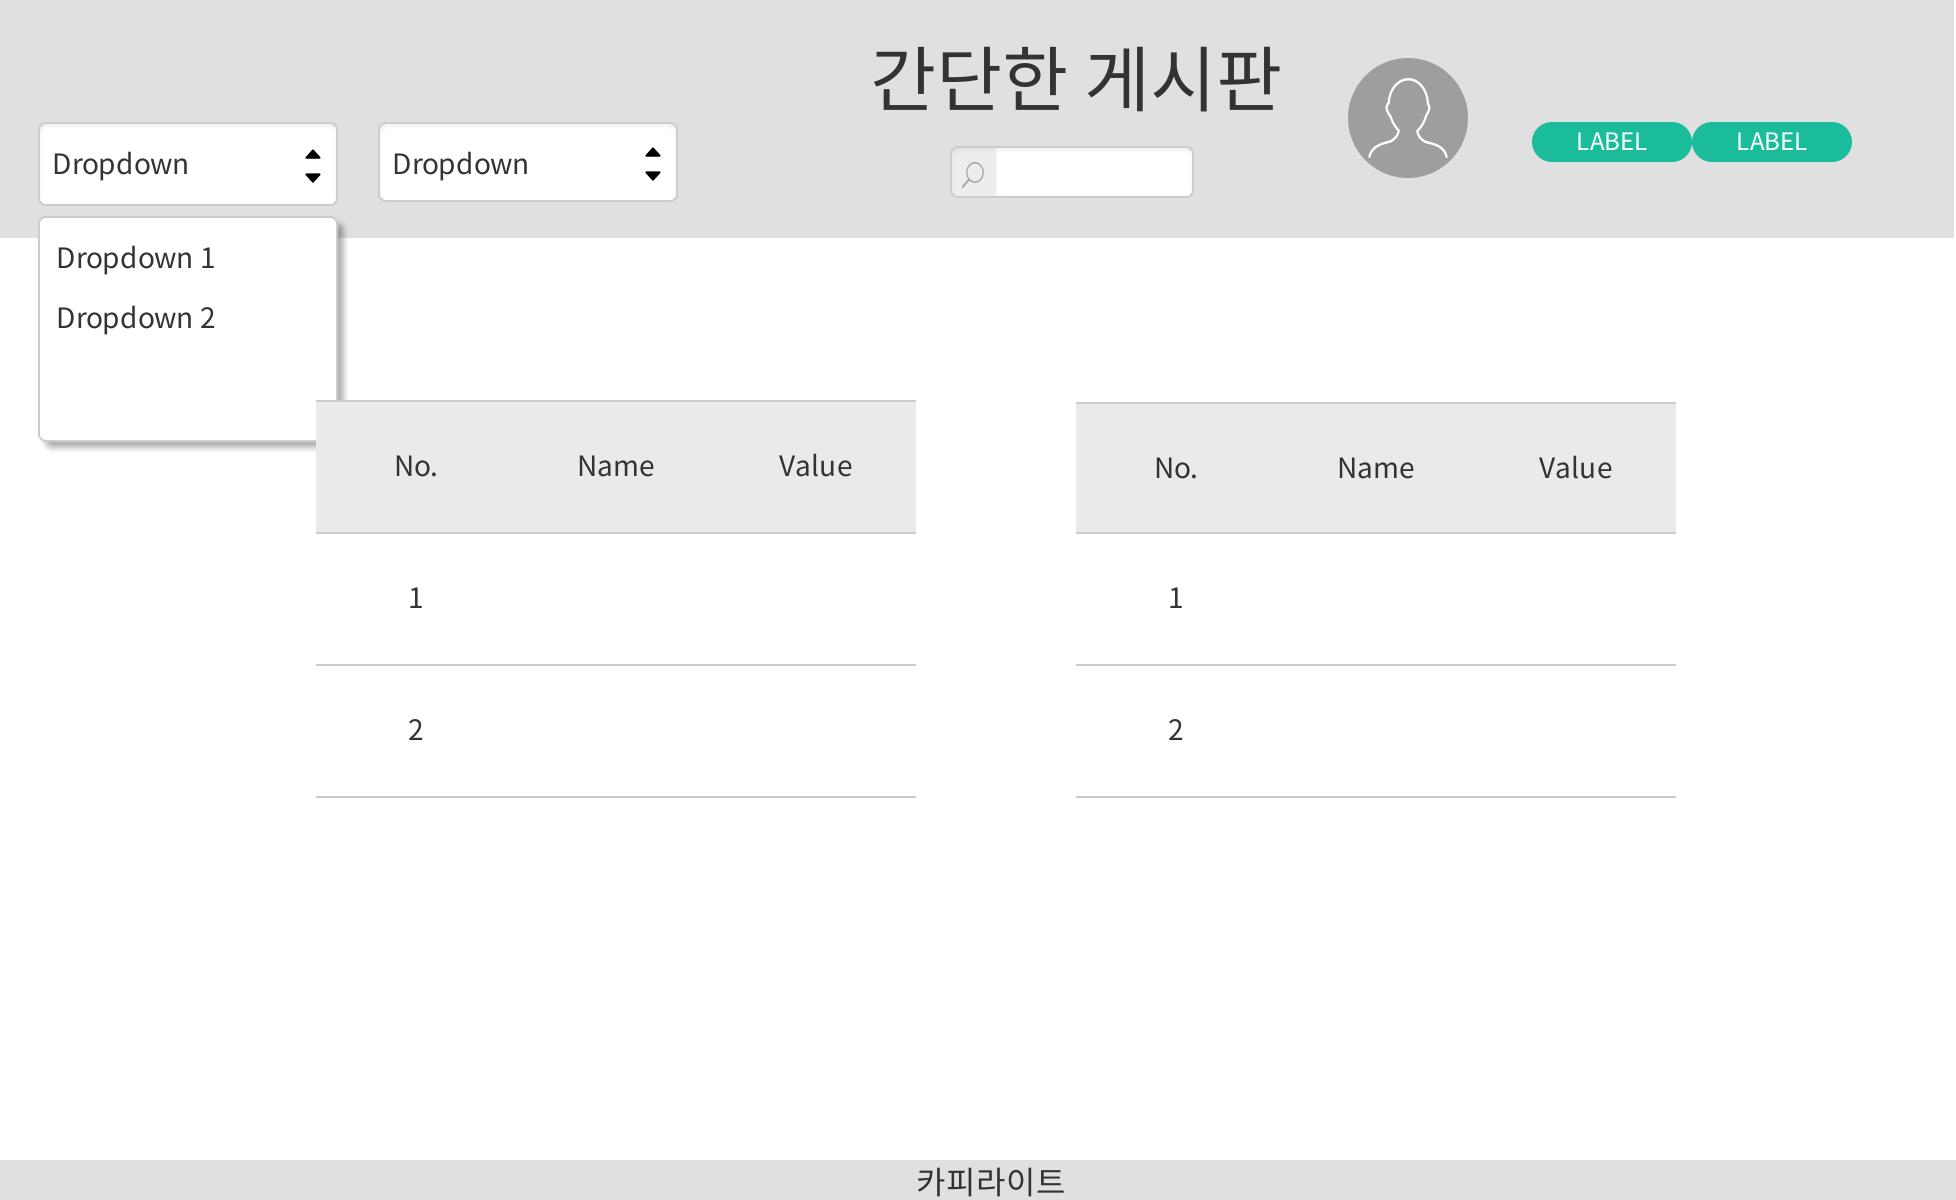 간단한 게시판
Dropdown
Dropdown
LABEL
LABEL
Dropdown 1
Dropdown 2
No. Name Value
1
2
No. Name Value
1
2
카피라이트